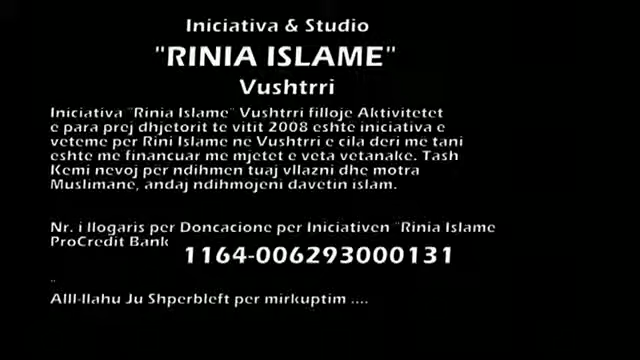 Iniciativa & Studio
"RINIA ISLAME"
Vushtrri
Iniciativa "Rinia Islame" Vushtrri filloje Aktivitetet
e para prej dhjetorit te vitit 2008 eshte iniciativa e
veteme per Rini Islame ne Vushtrri e cila deri me tani
eshte me financuar me mjetet e veta vetanake. Tash
Kemi nevoj per ndihmen tuaj vllazni dhe motra
Muslimane, andaj ndihmojeni davetin islam.
Nr. i llogaris per Doncacione per Iniciativen "Rinia Islame
ProCredit Bank
1164-006293000131
"
Alll-llahu Ju Shperbleft per mirkuptim ....